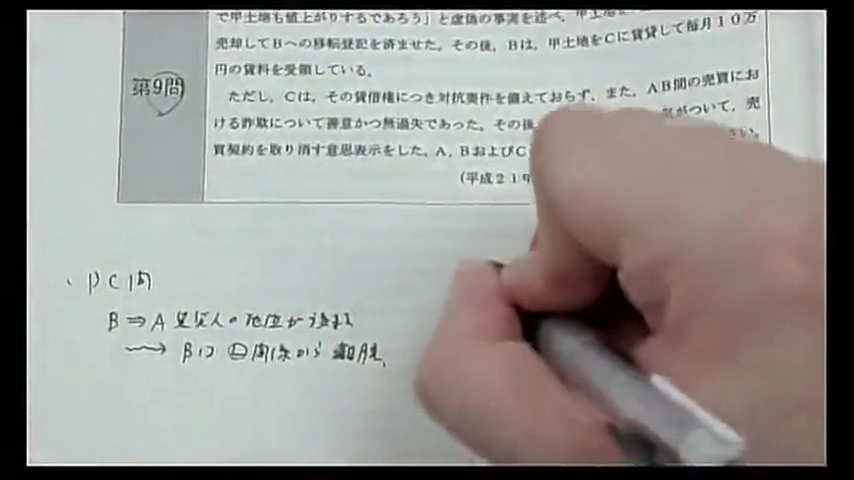 で甲土地も値上がりするであろう」と虚偽の事実を述べ、甲土地を
売却してBへの移転登記を済ませた。その後、Bは、甲土地をCに賃貸して毎月10万
円の賃料を受領している。
第9問
ただし、Cは、その賃借権につき対抗要件を備えておらず、また、AB間の売買にお
ける詐欺について善意かつ無過失であった。その後 気がついて、売
買契約を取り消す意思表示をした。A、BおよびC さい。
(平成21年
・BC間
B⇒A 賃貸人の地位が
Bは 関係から 離脱